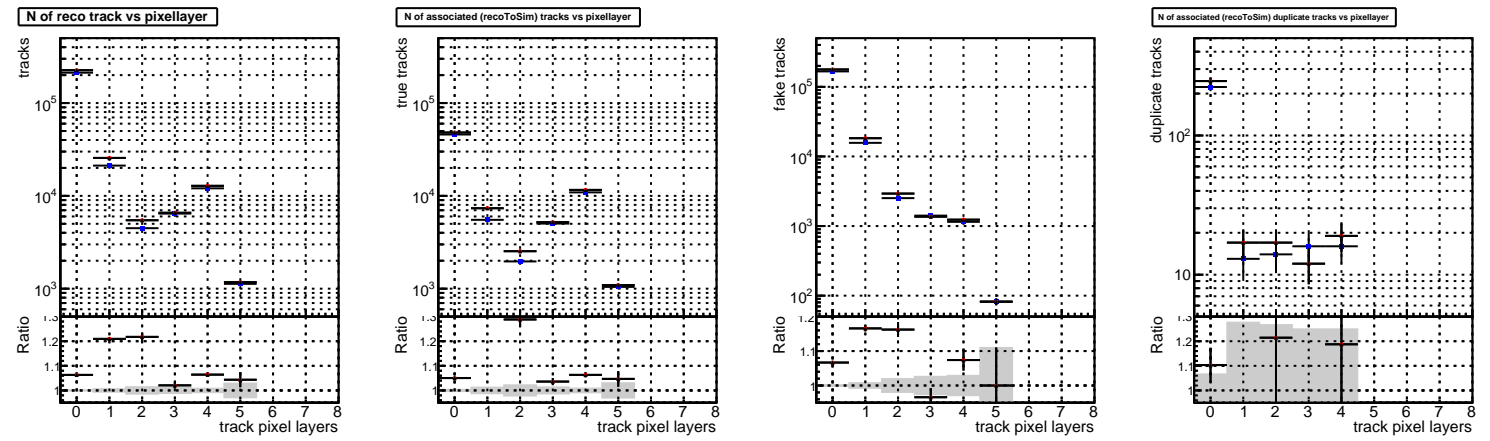 N of reco track vs pixellayer
tracks
10^5
10^4
10^3
Ratio
1.3
1.2
1.1
1
0 1 2 3 4 5 6 7 8
track pixel layers
N of associated (recoToSim) tracks vs pixellayer
true tracks
10^5
10^4
10^3
Ratio
1.3
1.2
1.1
1
0 1 2 3 4 5 6 7 8
track pixel layers
fake tracks
10^5
10^4
10^3
10^2
Ratio
1.2
1.1
1
0 1 2 3 4 5 6 7 8
track pixel layers
N of associated (recoToSim) duplicate tracks vs pixellayer
duplicate tracks
10^2
10
Ratio
1.3
1.2
1.1
1
0 1 2 3 4 5 6 7 8
track pixel layers